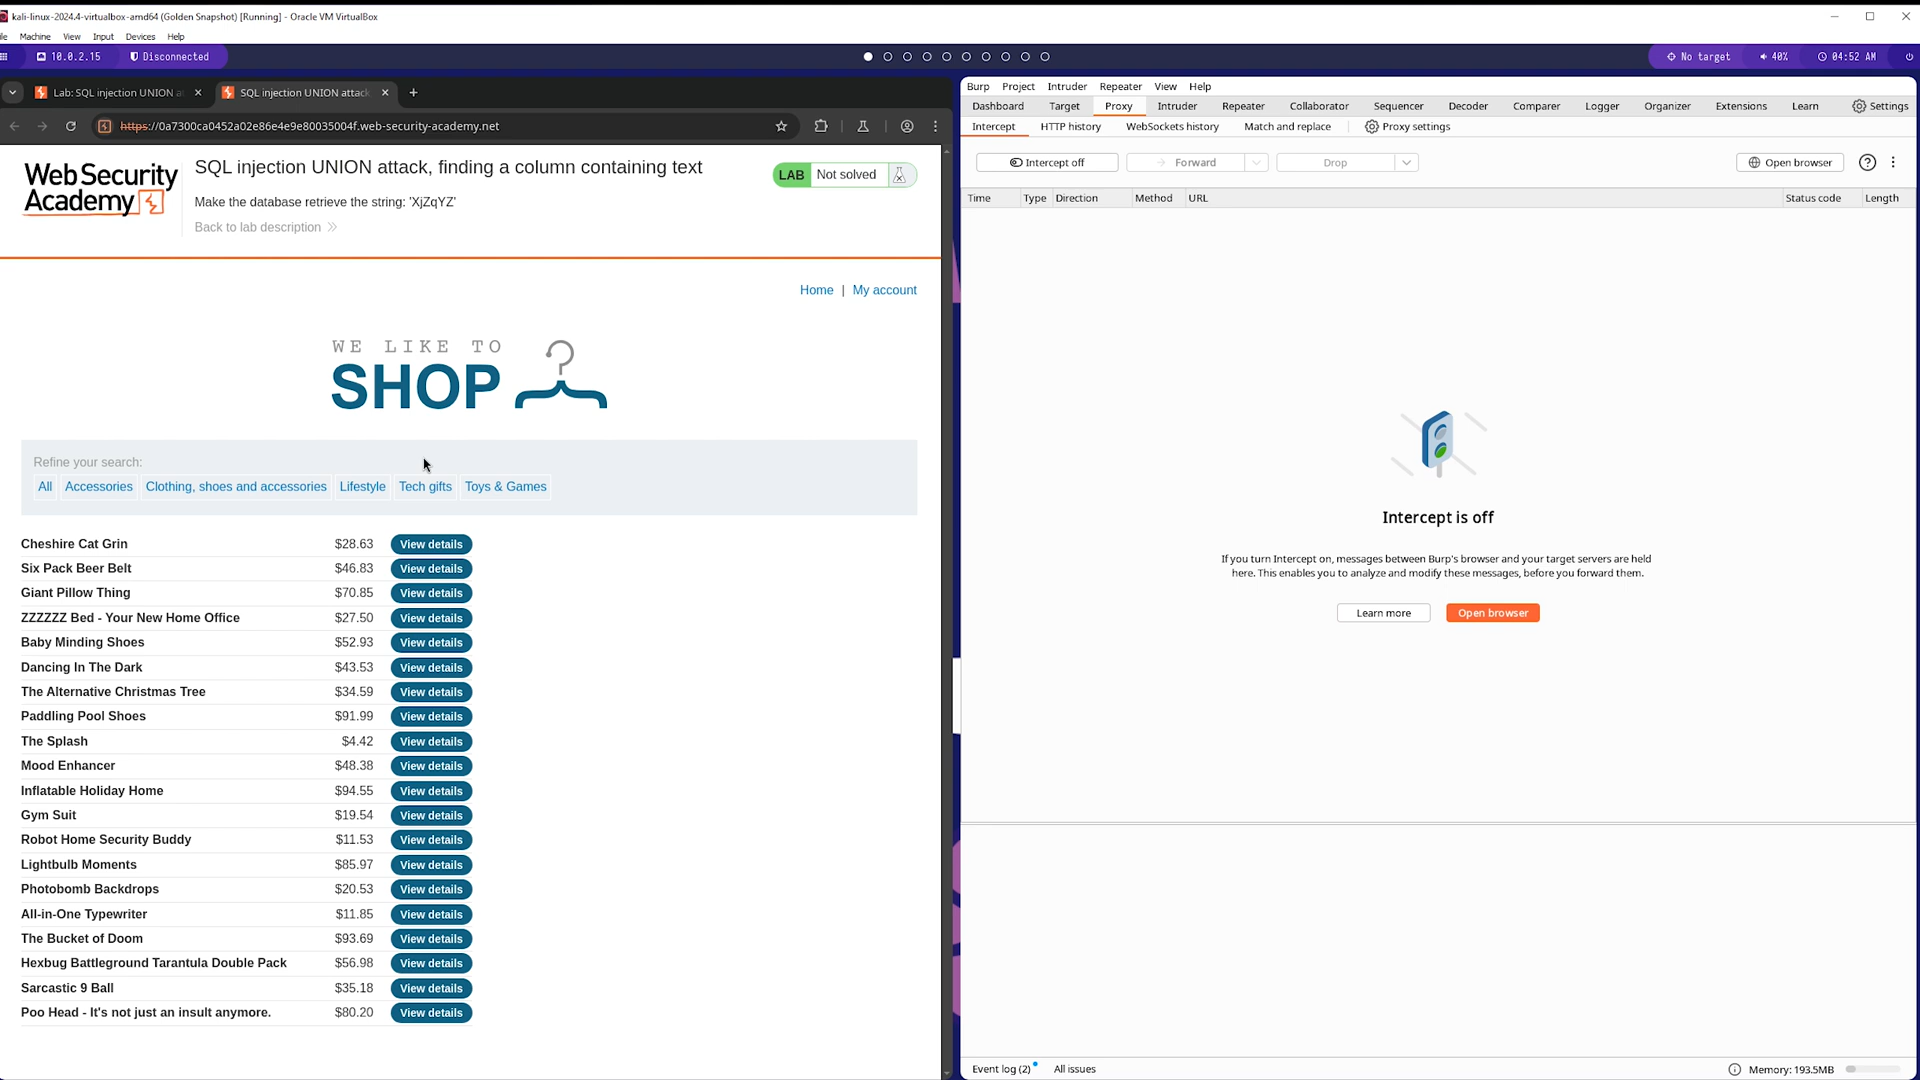 kali-linux-2024.4-virtualbox-amd64 (Golden Snapshot) [Running] - Oracle VM VirtualBox
ile Machine View Input Devices Help
10.0.2.15 Disconnected No target 40% 04:52 AM
Lab: SQL injection UNION a SQL injection UNION attack
https://0a7300ca0452a02e86e4e9e80035004f.web-security-academy.net
Web Security
Academy
SQL injection UNION attack, finding a column containing text
LAB Not solved
Make the database retrieve the string: 'XjZqYZ'
Back to lab description
Home | My account
WE LIKE TO
SHOP
Refine your search:
All Accessories Clothing, shoes and accessories Lifestyle Tech gifts Toys & Games
Cheshire Cat Grin $28.63 View details
Six Pack Beer Belt $46.83 View details
Giant Pillow Thing $70.85 View details
ZZZZZZ Bed - Your New Home Office $27.50 View details
Baby Minding Shoes $52.93 View details
Dancing In The Dark $43.53 View details
The Alternative Christmas Tree $34.59 View details
Paddling Pool Shoes $91.99 View details
The Splash $4.42 View details
Mood Enhancer $48.38 View details
Inflatable Holiday Home $94.55 View details
Gym Suit $19.54 View details
Robot Home Security Buddy $11.53 View details
Lightbulb Moments $85.97 View details
Photobomb Backdrops $20.53 View details
All-in-One Typewriter $11.85 View details
The Bucket of Doom $93.69 View details
Hexbug Battleground Tarantula Double Pack $56.98 View details
Sarcastic 9 Ball $35.18 View details
Poo Head - It's not just an insult anymore. $80.20 View details
Burp Project Intruder Repeater View Help
Dashboard Target Proxy Intruder Repeater Collaborator Sequencer Decoder Comparer Logger Organizer Extensions Learn Settings
Intercept HTTP history WebSockets history Match and replace Proxy settings
Intercept off Forward Drop Open browser
Time Type Direction Method URL Status code Length
Intercept is off
If you turn Intercept on, messages between Burp's browser and your target servers are held
here. This enables you to analyze and modify these messages, before you forward them.
Learn more Open browser
Event log (2) All issues Memory: 193.5MB